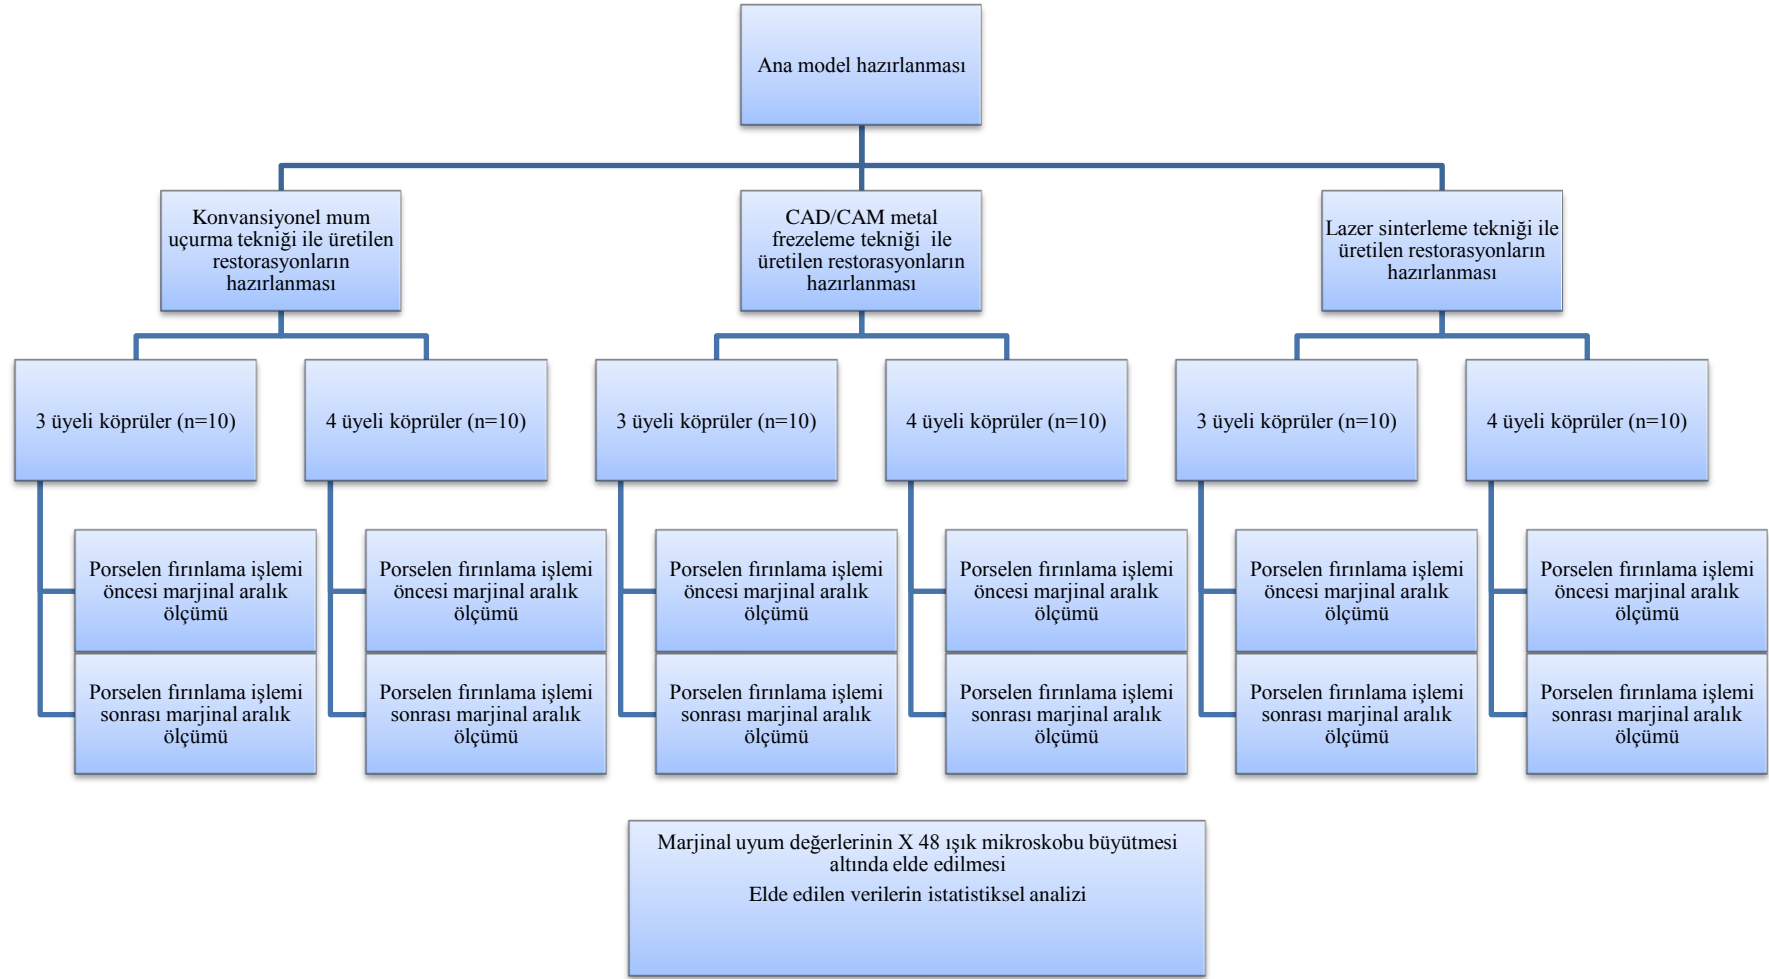 Ana model hazırlanması
Konvansiyonel mum
uçurma tekniği ile üretilen
restorasyonların
hazırlanması
CAD/CAM metal
frezeleme tekniği ile
üretilen restorasyonların
hazırlanması
Lazer sinterleme tekniği ile
üretilen restorasyonların
hazırlanması
3 üyeli köprüler (n=10)
4 üyeli köprüler (n=10)
3 üyeli köprüler (n=10)
4 üyeli köprüler (n=10)
3 üyeli köprüler (n=10)
4 üyeli köprüler (n=10)
Porselen fırınlama işlemi
öncesi marjinal aralık
ölçümü
Porselen fırınlama işlemi
öncesi marjinal aralık
ölçümü
Porselen fırınlama işlemi
öncesi marjinal aralık
ölçümü
Porselen fırınlama işlemi
öncesi marjinal aralık
ölçümü
Porselen fırınlama işlemi
öncesi marjinal aralık
ölçümü
Porselen fırınlama işlemi
öncesi marjinal aralık
ölçümü
Porselen fırınlama işlemi
sonrası marjinal aralık
ölçümü
Porselen fırınlama işlemi
sonrası marjinal aralık
ölçümü
Porselen fırınlama işlemi
sonrası marjinal aralık
ölçümü
Porselen fırınlama işlemi
sonrası marjinal aralık
ölçümü
Porselen fırınlama işlemi
sonrası marjinal aralık
ölçümü
Porselen fırınlama işlemi
sonrası marjinal aralık
ölçümü
Marjinal uyum değerlerinin X 48 ışık mikroskobu büyütmesi
altında elde edilmesi
Elde edilen verilerin istatistiksel analizi